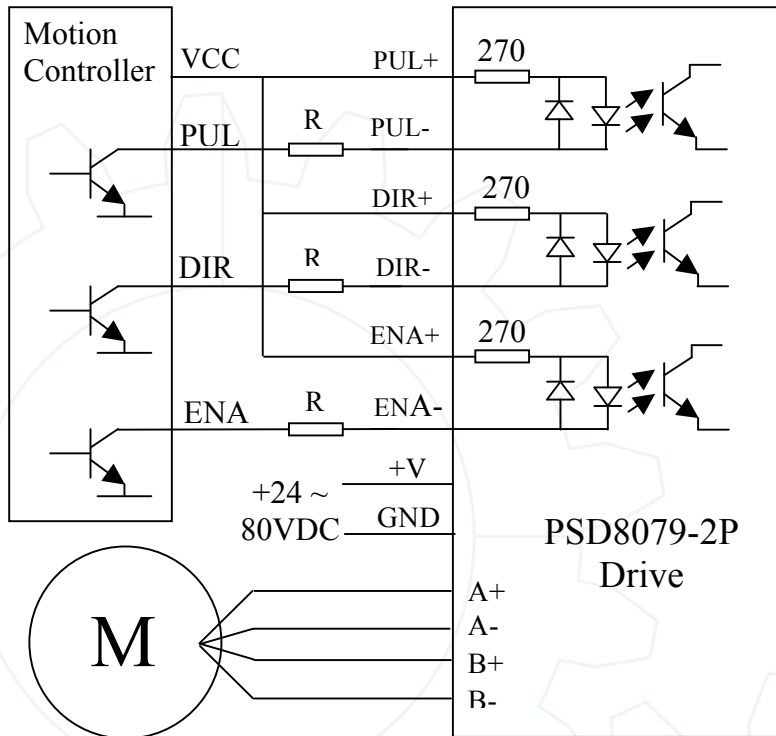 Motion
Controller
VCC
PUL+
270
PUL
R
PUL-
DIR+
270
DIR
R
DIR-
ENA+
270
ENA
R
ENA-
+V
+24 ~
80VDC
GND
PSD8079-2P
Drive
M
A+
A-
B+
B-